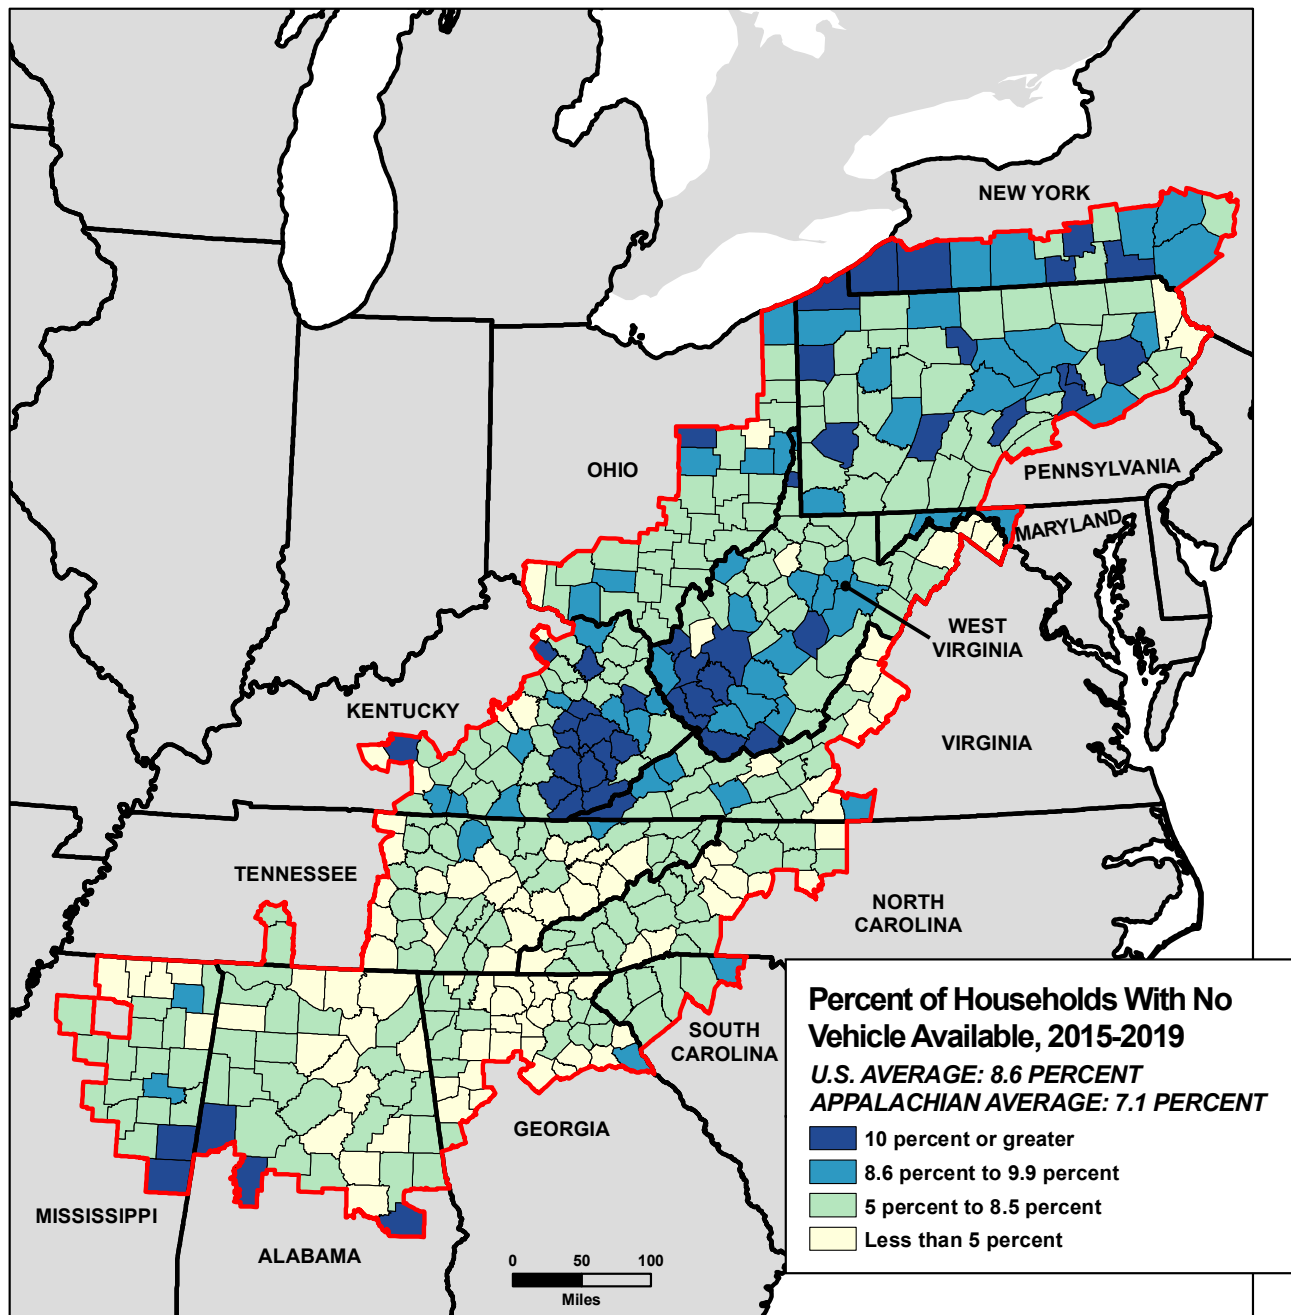 NEW YORK
OHIO
PENNSYLVANIA
MARYLAND
WEST
VIRGINIA
KENTUCKY
VIRGINIA
TENNESSEE
NORTH
CAROLINA
SOUTH
CAROLINA
GEORGIA
MISSISSIPPI
ALABAMA
Percent of Households With No
Vehicle Available, 2015-2019
U.S. AVERAGE: 8.6 PERCENT
APPALACHIAN AVERAGE: 7.1 PERCENT
10 percent or greater
8.6 percent to 9.9 percent
5 percent to 8.5 percent
Less than 5 percent
0 50 100
Miles